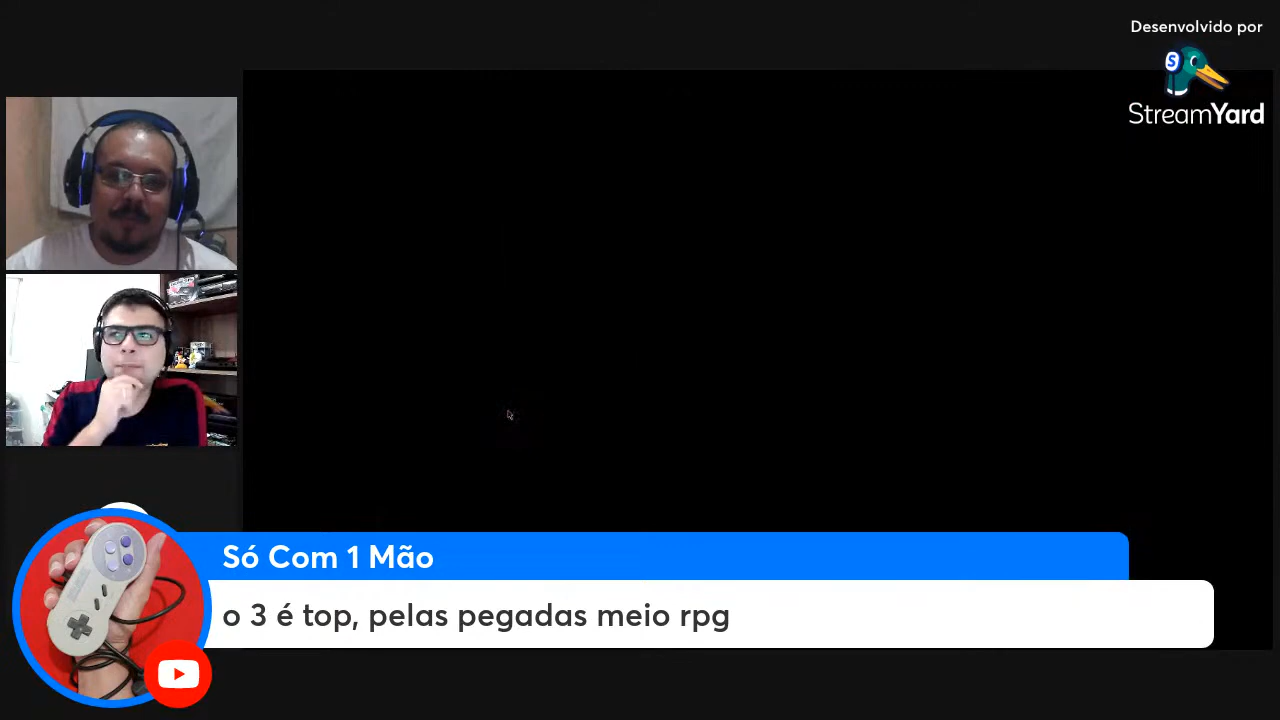 Desenvolvido por
StreamYard
Só Com 1 Mão
o 3 é top, pelas pegadas meio rpg